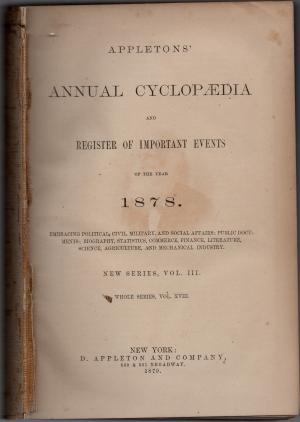 APPLETONS'
ANNUAL CYCLOPÆDIA
AND
REGISTER OF IMPORTANT EVENTS
OF THE YEAR
1878.
EMBRACING POLITICAL, CIVIL, MILITARY, AND SOCIAL AFFAIRS; PUBLIC DOCU-
MENTS; BIOGRAPHY, STATISTICS, COMMERCE, FINANCE, LITERATURE,
SCIENCE, AGRICULTURE, AND MECHANICAL INDUSTRY.
NEW SERIES, VOL. III.
WHOLE SERIES, VOL. XVIII.
NEW YORK:
D. APPLETON AND COMPANY,
549 & 551 BROADWAY.
1879.